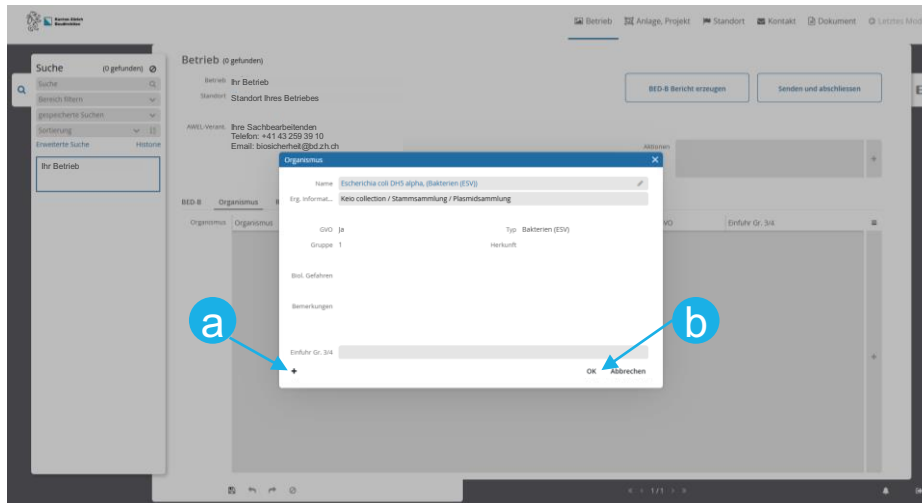 Kanton Zürich
Baudirektion
Betrieb
Anlage, Projekt
Standort
Kontakt
Dokument
Suche (0 gefunden)
Suche
Bereich filtern
gespeicherte Suchen
Sortierung
Erweiterte Suche Historie
Ihr Betrieb
Betrieb (0 gefunden)
Betrieb Ihr Betrieb
Standort Standort Ihres Betriebes
AWEL-Verant. Ihre Sachbearbeitenden
Telefon: +41 43 259 39 10
Email: biosicherheit@bd.zh.ch
BED-B Bericht erzeugen
Senden und abschliessen
Aktionen
BED-B Organismus
Organismus Organismus
Einfuhr Gr. 3/4
Organismus
Name Escherichia coli DH5 alpha, (Bakterien (ESV))
Erg. Informat... Keio collection / Stammsammlung / Plasmidsammlung
GVO Ja Typ Bakterien (ESV)
Gruppe 1 Herkunft
Biol. Gefahren
Bemerkungen
Einfuhr Gr. 3/4
+ OK Abbrechen
a
b
1/1